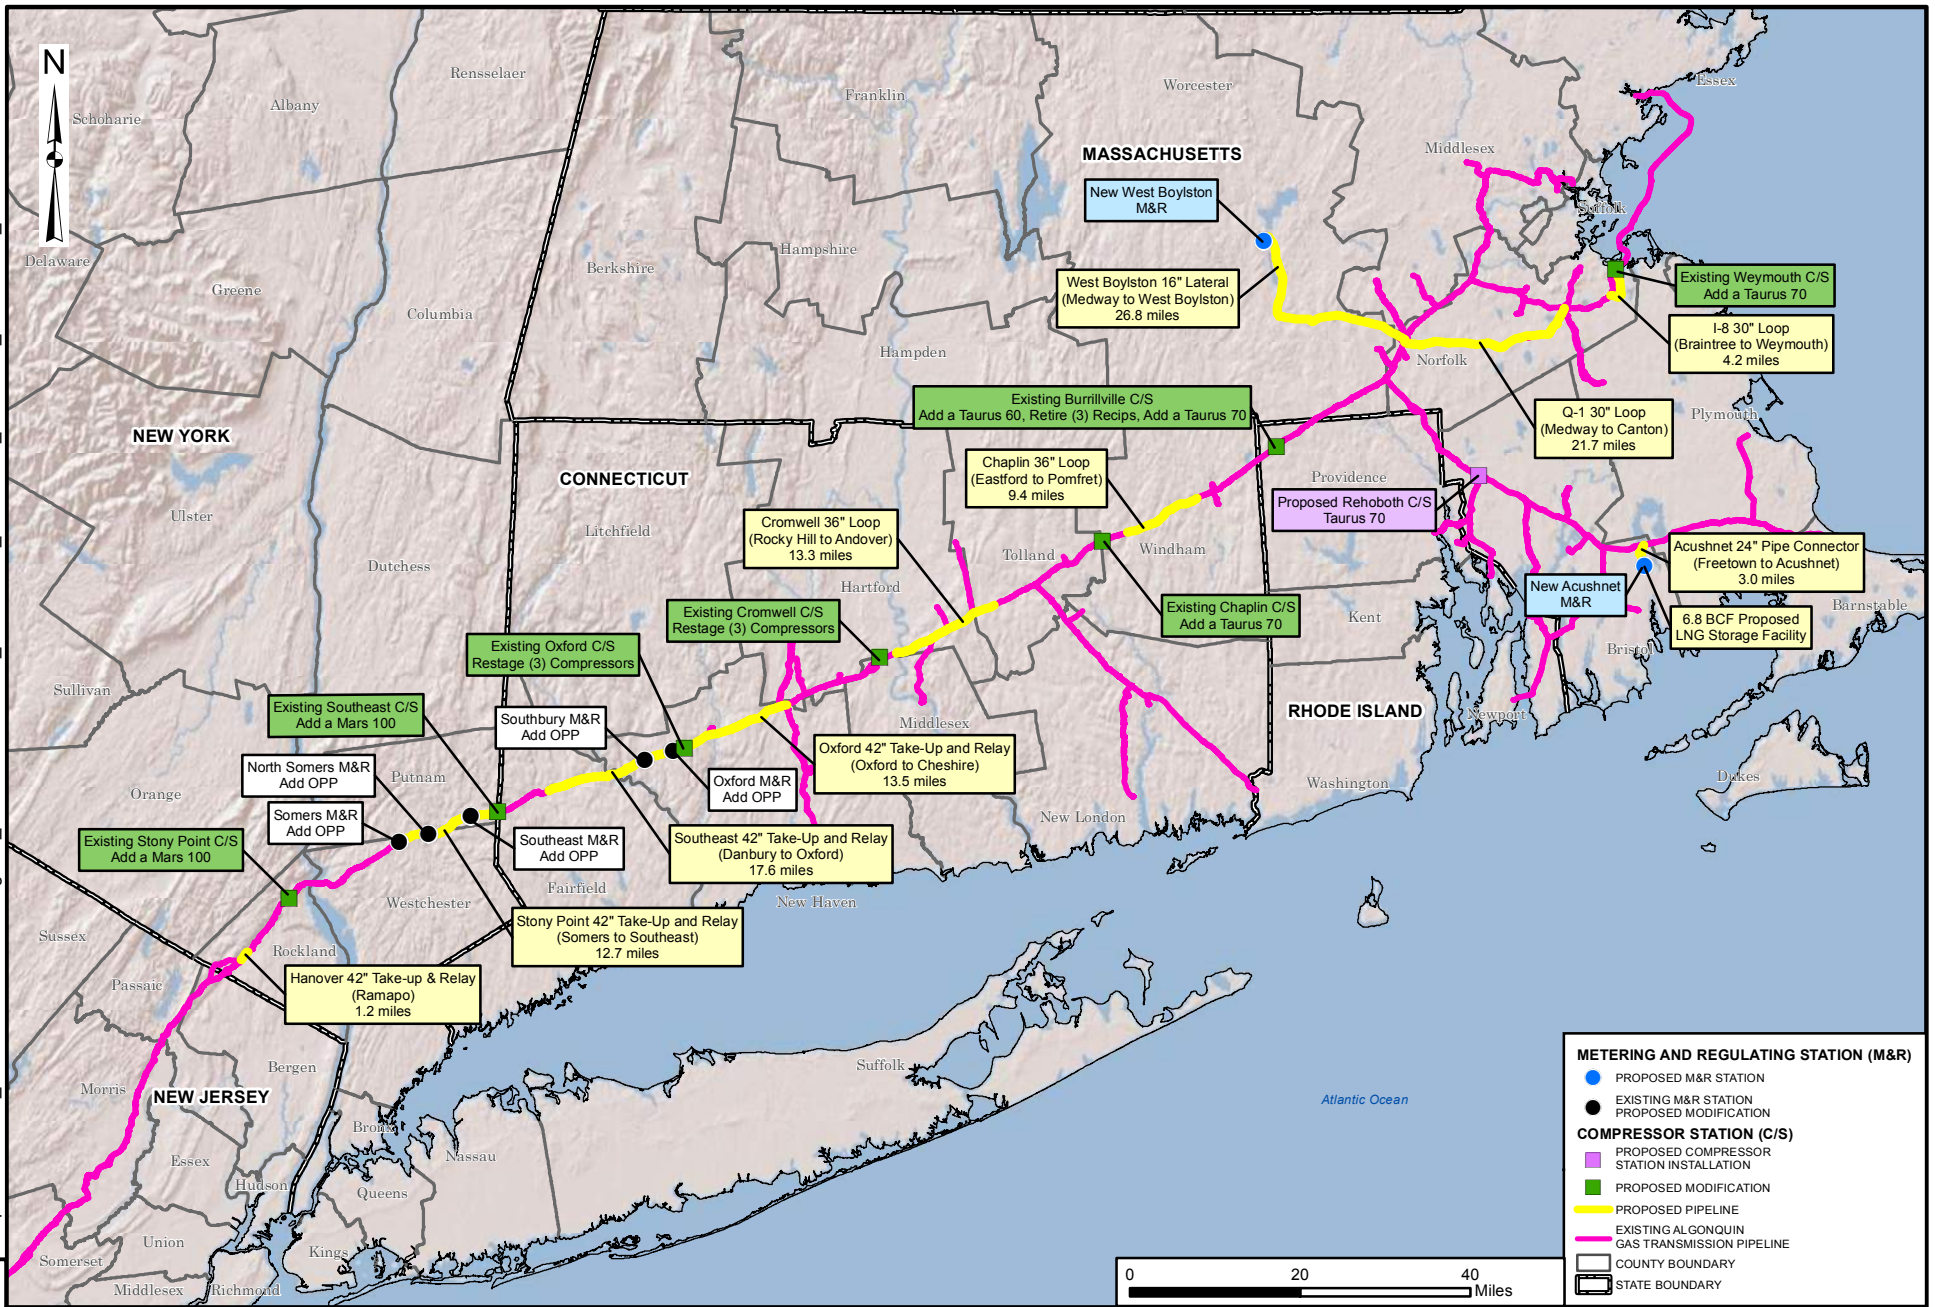 N
Schoharie
Albany
Rensselaer
Franklin
Worcester
Essex
Middlesex
MASSACHUSETTS
New West Boylston
M&R
Suffolk
Delaware
Greene
Columbia
Berkshire
Hampshire
West Boylston 16" Lateral
(Medway to West Boylston)
26.8 miles
Existing Weymouth C/S
Add a Taurus 70
I-8 30" Loop
(Braintree to Weymouth)
4.2 miles
Hampden
Norfolk
Existing Burrillville C/S
Add a Taurus 60, Retire (3) Recips, Add a Taurus 70
Q-1 30" Loop
(Medway to Canton)
21.7 miles
Plymouth
NEW YORK
CONNECTICUT
Chaplin 36" Loop
(Eastford to Pomfret)
9.4 miles
Providence
Proposed Rehoboth C/S
Taurus 70
Ulster
Litchfield
Cromwell 36" Loop
(Rocky Hill to Andover)
13.3 miles
Tolland
Windham
Acushnet 24" Pipe Connector
(Freetown to Acushnet)
3.0 miles
Dutchess
Hartford
New Acushnet
M&R
Barnstable
Existing Cromwell C/S
Restage (3) Compressors
Existing Chaplin C/S
Add a Taurus 70
Kent
6.8 BCF Proposed
LNG Storage Facility
Bristol
Existing Oxford C/S
Restage (3) Compressors
Sullivan
Existing Southeast C/S
Add a Mars 100
Southbury M&R
Add OPP
Middlesex
RHODE ISLAND
Newport
Oxford 42" Take-Up and Relay
(Oxford to Cheshire)
13.5 miles
North Somers M&R
Add OPP
Putnam
Oxford M&R
Add OPP
Washington
Dukes
Orange
Somers M&R
Add OPP
New London
Existing Stony Point C/S
Add a Mars 100
Southeast M&R
Add OPP
Southeast 42" Take-Up and Relay
(Danbury to Oxford)
17.6 miles
Fairfield
New Haven
Westchester
Stony Point 42" Take-Up and Relay
(Somers to Southeast)
12.7 miles
Sussex
Rockland
Passaic
Hanover 42" Take-up & Relay
(Ramapo)
1.2 miles
Bergen
Suffolk
Morris
NEW JERSEY
Atlantic Ocean
Bronx
Essex
Nassau
Hudson
Queens
Union
Kings
Somerset
Middlesex
Richmond
METERING AND REGULATING STATION (M&R)
PROPOSED M&R STATION
EXISTING M&R STATION
PROPOSED MODIFICATION
COMPRESSOR STATION (C/S)
PROPOSED COMPRESSOR
STATION INSTALLATION
PROPOSED MODIFICATION
PROPOSED PIPELINE
EXISTING ALGONQUIN
GAS TRANSMISSION PIPELINE
COUNTY BOUNDARY
STATE BOUNDARY
0 20 40
Miles